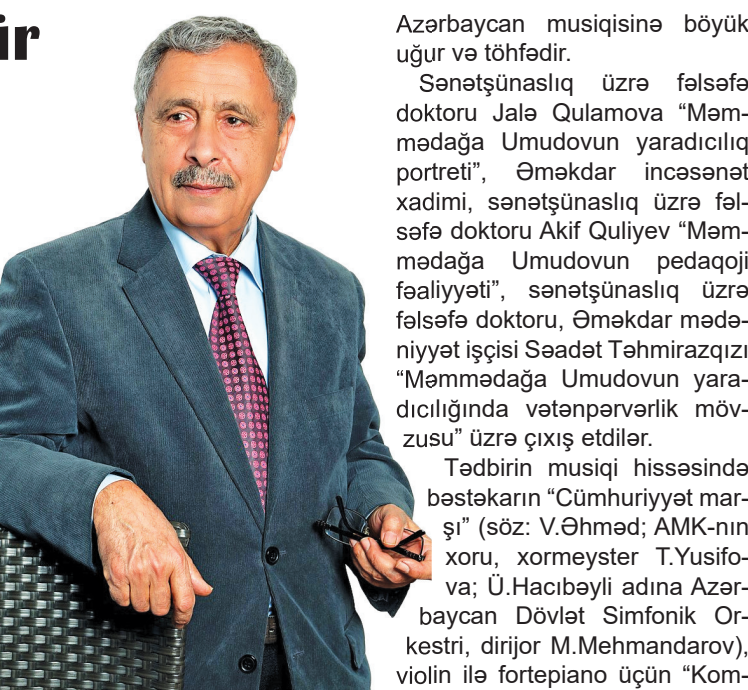 ür
Azərbaycan musiqisinə böyük
uğur və töhfədir.
Sənətşünaslıq üzrə fəlsəfə
doktoru Jalə Qulamova “Məm-
mədağa Umudovun yaradıcılıq
portreti”, Əməkdar incəsənət
xadimi, sənətşünaslıq üzrə fəl-
səfə doktoru Akif Quliyev “Məm-
mədağa Umudovun pedaqoji
fəaliyyəti”, sənətşünaslıq üzrə
fəlsəfə doktoru, Əməkdar mədə-
niyyət işçisi Səadət Təhmirazqızı
“Məmmədağa Umudovun yara-
dıcılığında vətənpərvərlik möv-
zusu” üzrə çıxış etdilər.
Tədbirin musiqi hissəsində
bəstəkarın “Cümhuriyyət mar-
şı” (söz: V.Əhməd; AMK-nın
xoru, xormeyster T.Yusifo-
va; Ü.Hacıbəyli adına Azər-
baycan Dövlət Simfonik Or-
kestri, dirijor M.Mehmandarov),
violin ilə fortepiano üçün “Kom-